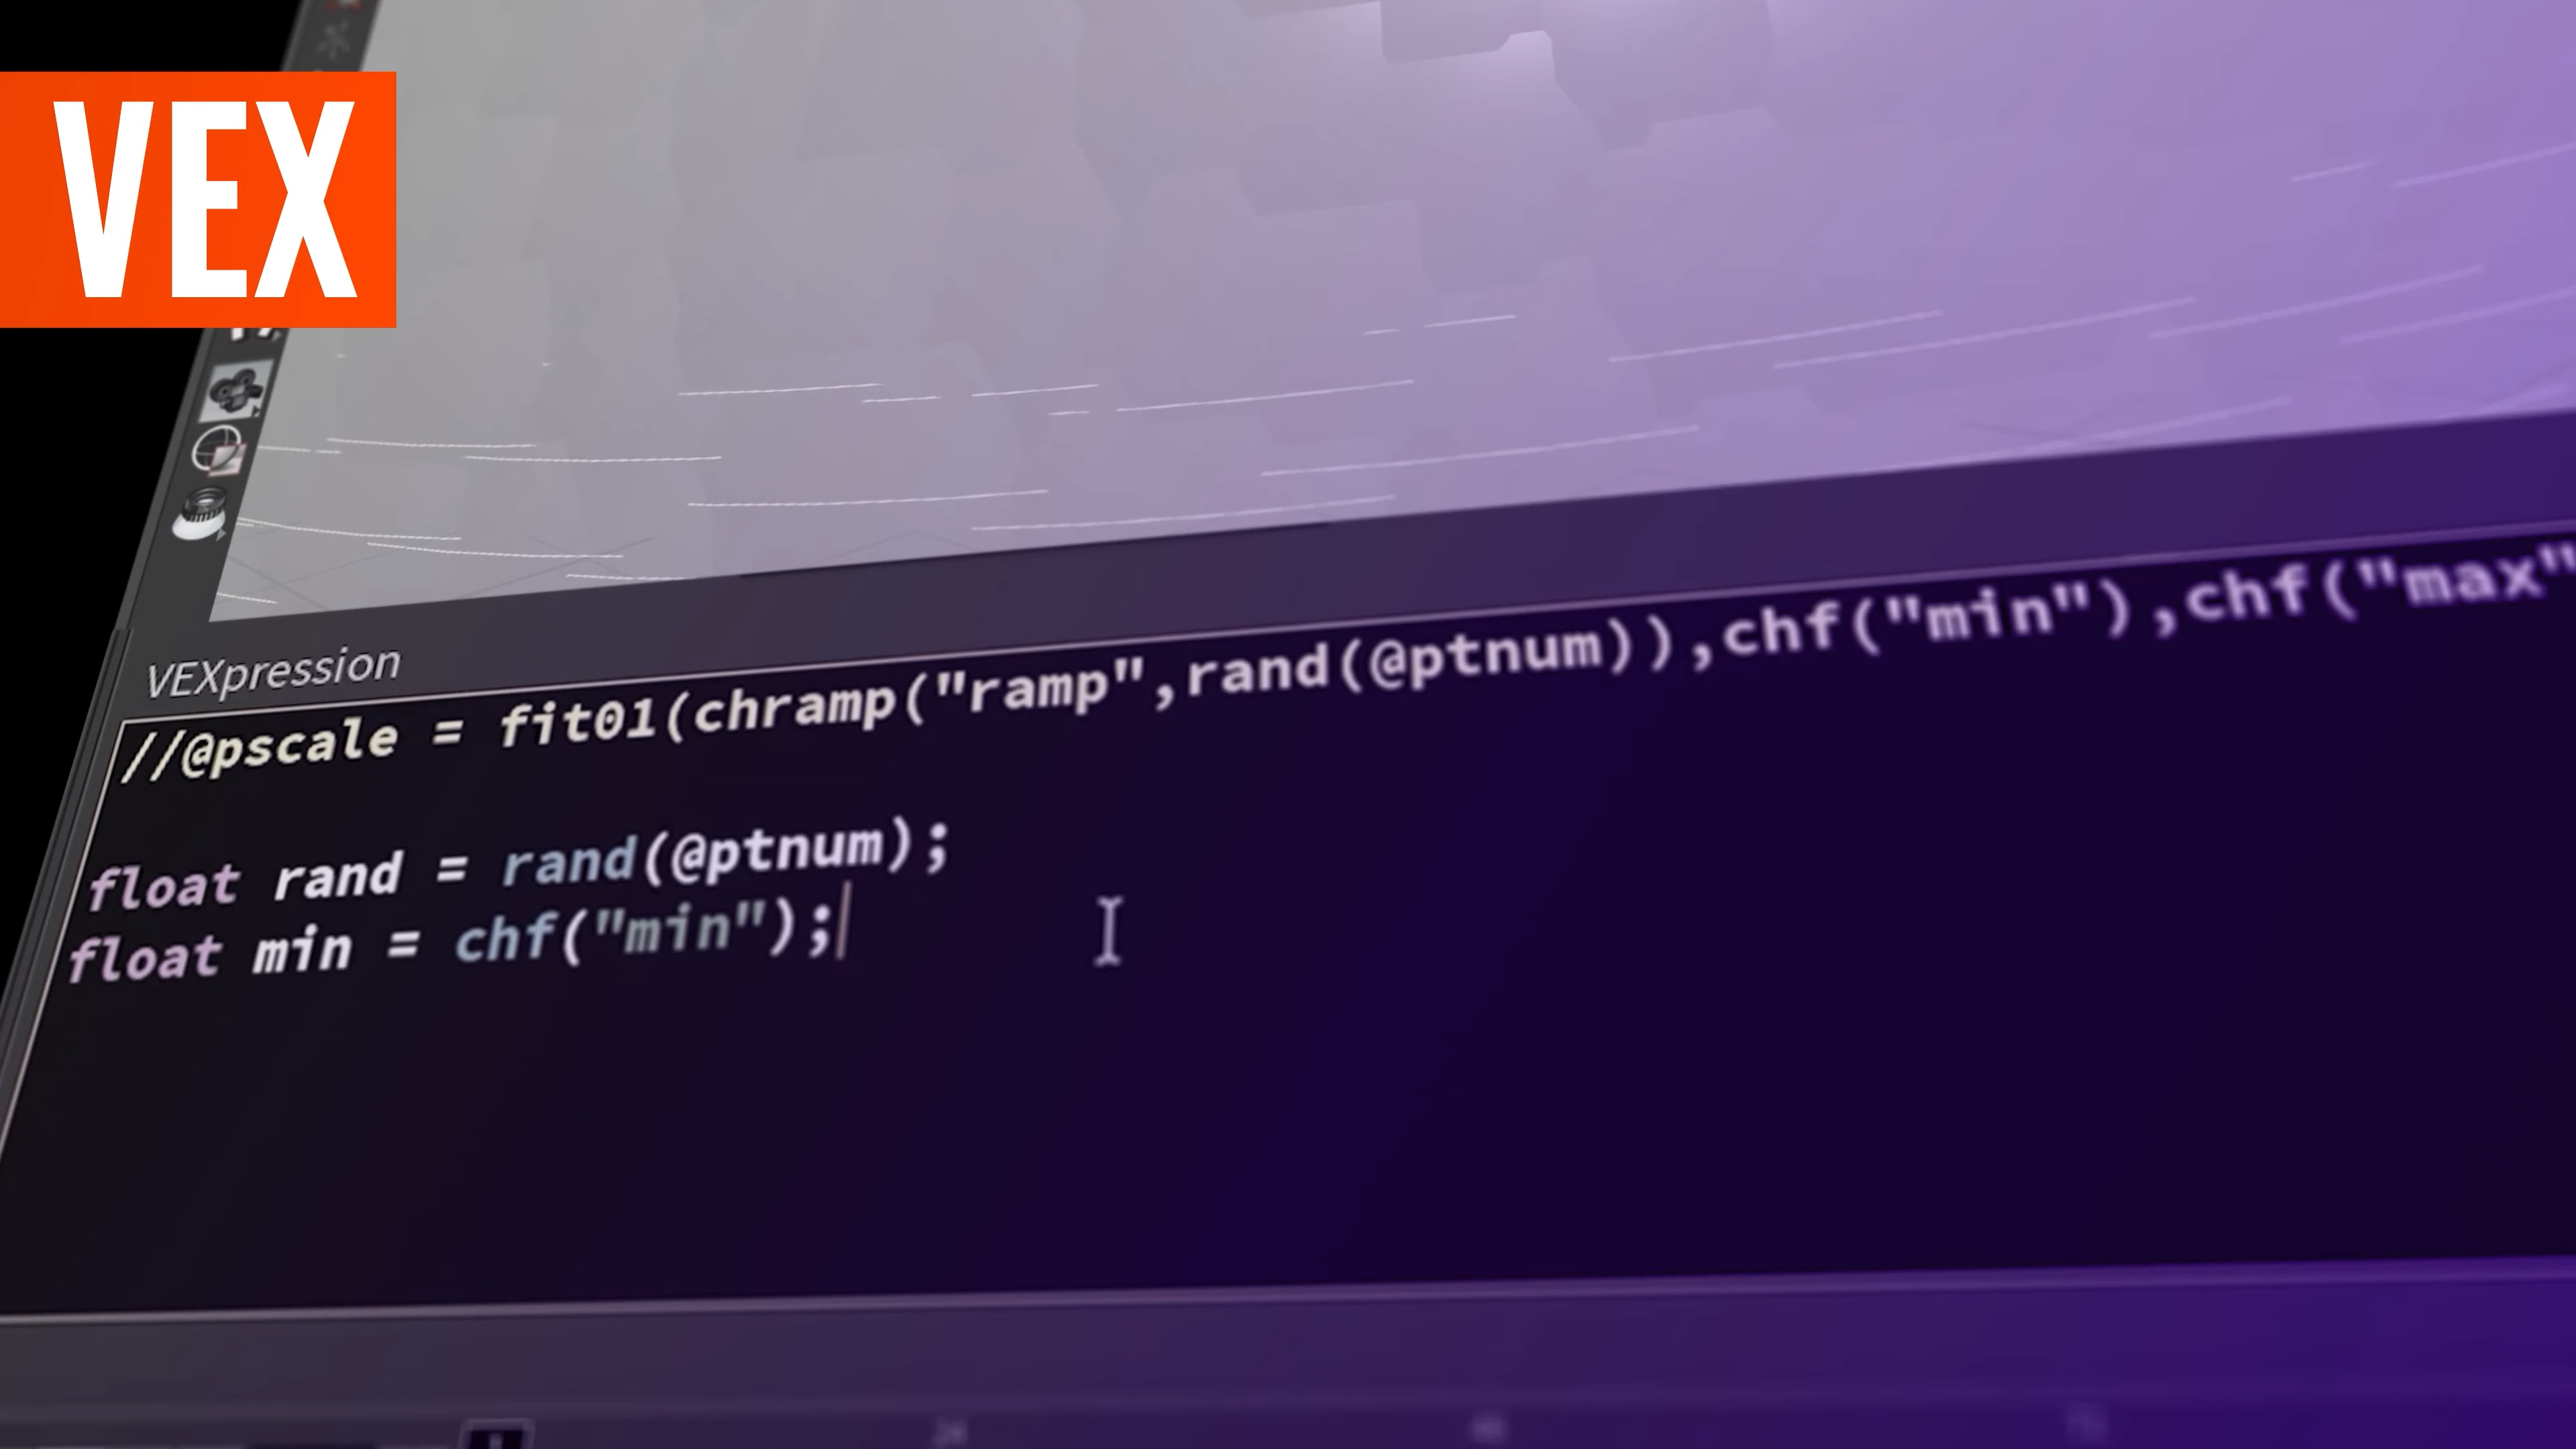 VEX
VEXpression
//@pscale = fit01(chramp("ramp",rand(@ptnum)),chf("min"),chf("max"
float rand = rand(@ptnum);
float min = chf("min");
24